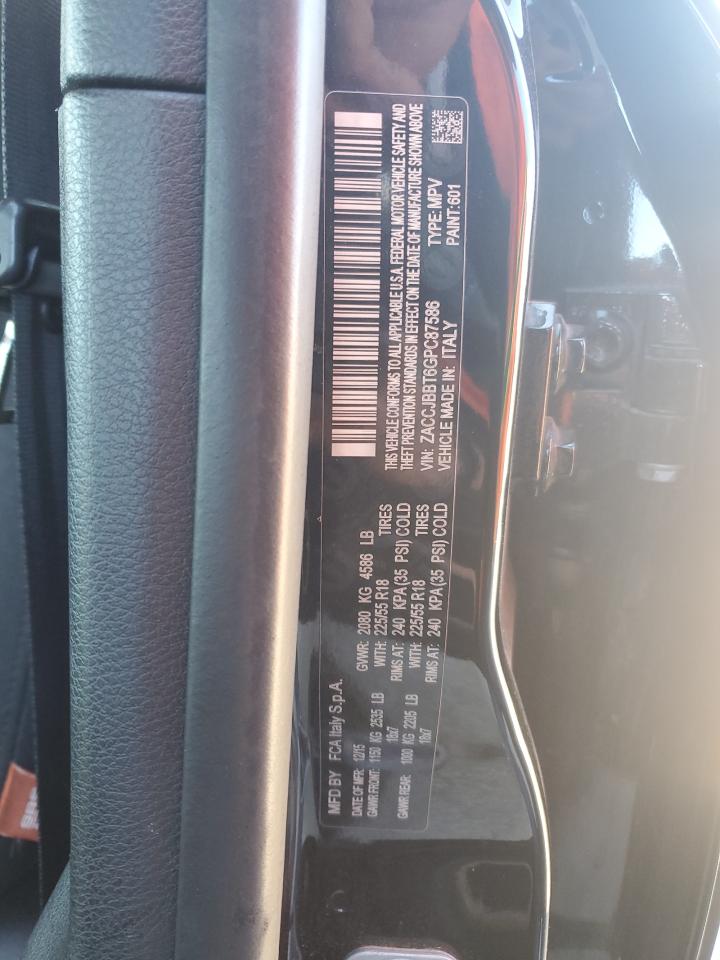 MFD BY FCA Italy S.p.A.
DATE OF MFR: 12/15 GVWR: 2080 KG 4586 LB
GAWR FRONT: 1150 KG 2535 LB WITH: 225/55 R18 TIRES
18x7 RIMS AT: 240 KPA (35 PSI) COLD
GAWR REAR: 1000 KG 2205 LB WITH: 225/55 R18 TIRES
18x7 RIMS AT: 240 KPA (35 PSI) COLD
THIS VEHICLE CONFORMS TO ALL APPLICABLE U.S.A. FEDERAL MOTOR VEHICLE SAFETY AND
THEFT PREVENTION STANDARDS IN EFFECT ON THE DATE OF MANUFACTURE SHOWN ABOVE
VIN: ZACCJBBT6GPC87586 TYPE: MPV
VEHICLE MADE IN: ITALY PAINT: 601